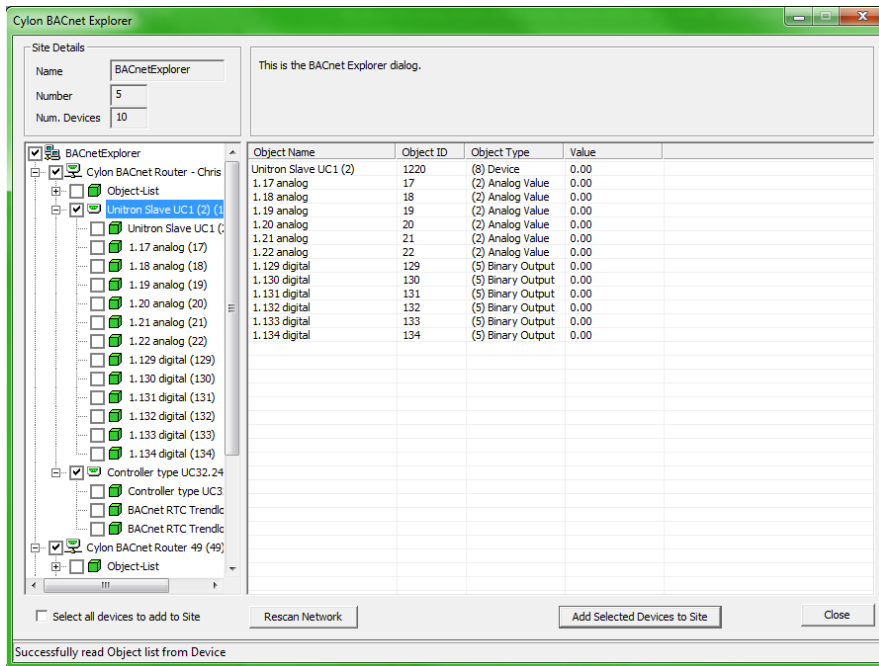 Cylon BACnet Explorer
Site Details
Name BACnetExplorer
Number 5
Num. Devices 10
This is the BACnet Explorer dialog.
BACnetExplorer
Cylon BACnet Router - Chris
Object-List
Unitron Slave UC1 (2) (1
Unitron Slave UC1 (2
1.17 analog (17)
1.18 analog (18)
1.19 analog (19)
1.20 analog (20)
1.21 analog (21)
1.22 analog (22)
1.129 digital (129)
1.130 digital (130)
1.131 digital (131)
1.132 digital (132)
1.133 digital (133)
1.134 digital (134)
Controller type UC32.24
Controller type UC3
BACnet RTC Trendlo
BACnet RTC Trendlo
Cylon BACnet Router 49 (49)
Object-List
Object Name Object ID Object Type Value
Unitron Slave UC1 (2) 1220 (8) Device 0.00
1.17 analog 17 (2) Analog Value 0.00
1.18 analog 18 (2) Analog Value 0.00
1.19 analog 19 (2) Analog Value 0.00
1.20 analog 20 (2) Analog Value 0.00
1.21 analog 21 (2) Analog Value 0.00
1.22 analog 22 (2) Analog Value 0.00
1.129 digital 129 (5) Binary Output 0.00
1.130 digital 130 (5) Binary Output 0.00
1.131 digital 131 (5) Binary Output 0.00
1.132 digital 132 (5) Binary Output 0.00
1.133 digital 133 (5) Binary Output 0.00
1.134 digital 134 (5) Binary Output 0.00
Select all devices to add to Site
Rescan Network
Add Selected Devices to Site
Close
Successfully read Object list from Device